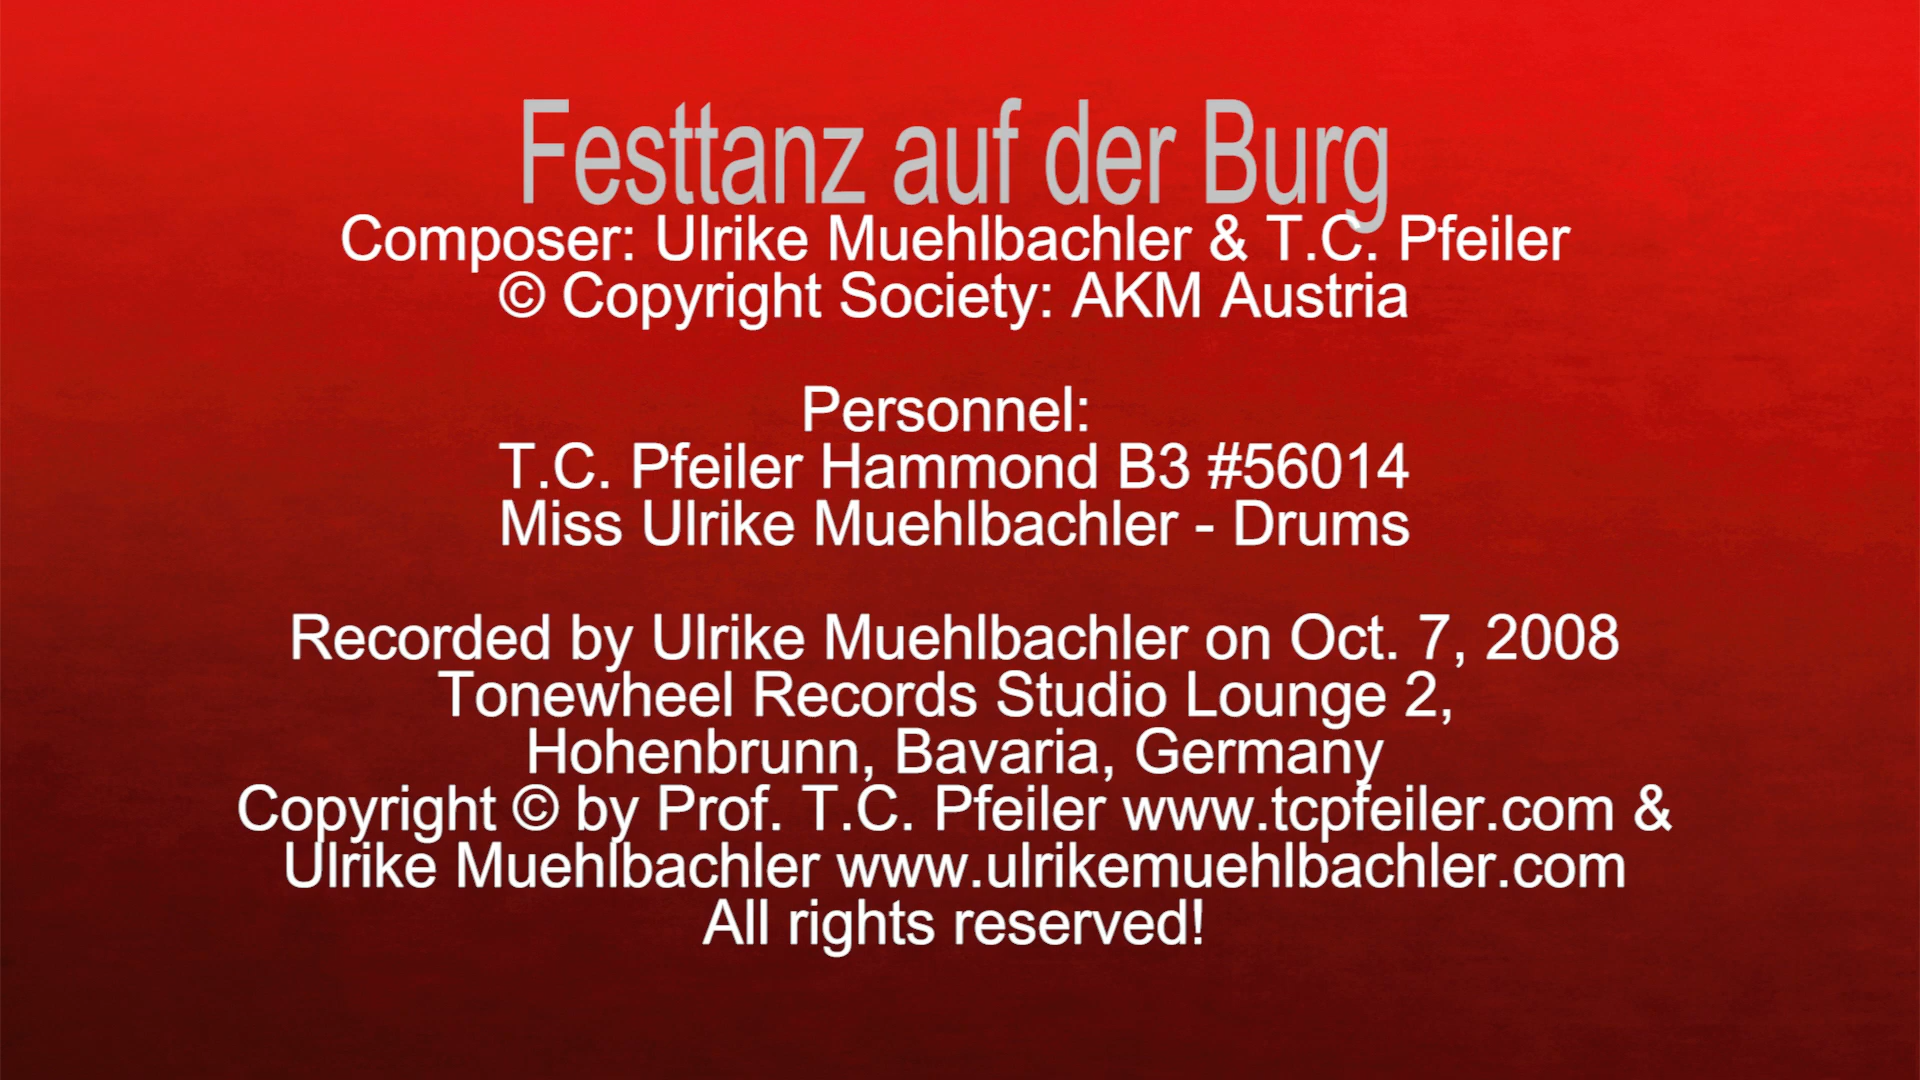 Festtanz auf der Burg
Composer: Ulrike Muehlbachler & T.C. Pfeiler
© Copyright Society: AKM Austria
Personnel:
T.C. Pfeiler Hammond B3 #56014
Miss Ulrike Muehlbachler - Drums
Recorded by Ulrike Muehlbachler on Oct. 7, 2008
Tonewheel Records Studio Lounge 2,
Hohenbrunn, Bavaria, Germany
Copyright © by Prof. T.C. Pfeiler www.tcpfeiler.com &
Ulrike Muehlbachler www.ulrikemuehlbachler.com
All rights reserved!